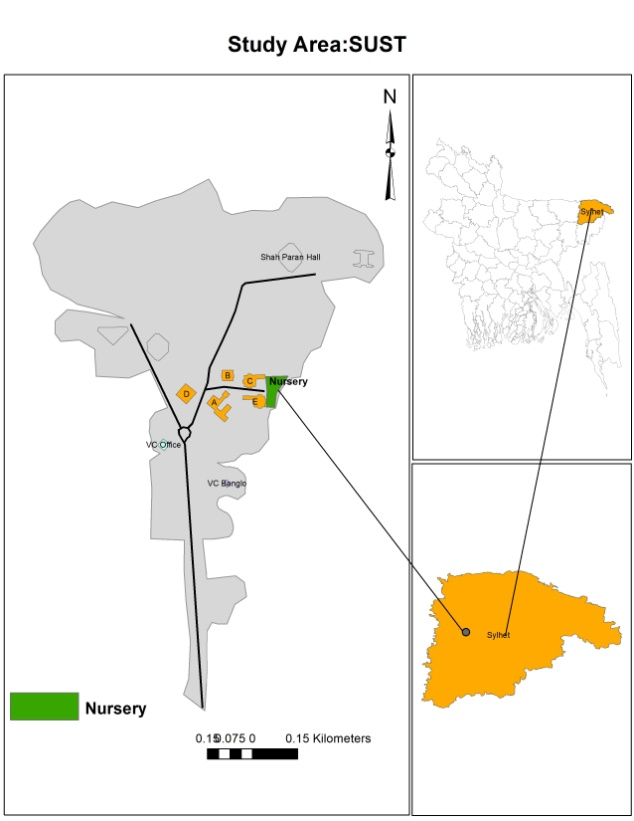 Study Area:SUST
N
Sylhet
Shah Paran Hall
B
C
Nursery
D
A
E
VC Office
VC Banglo
Sylhet
Nursery
0.15 0.075 0 0.15 Kilometers